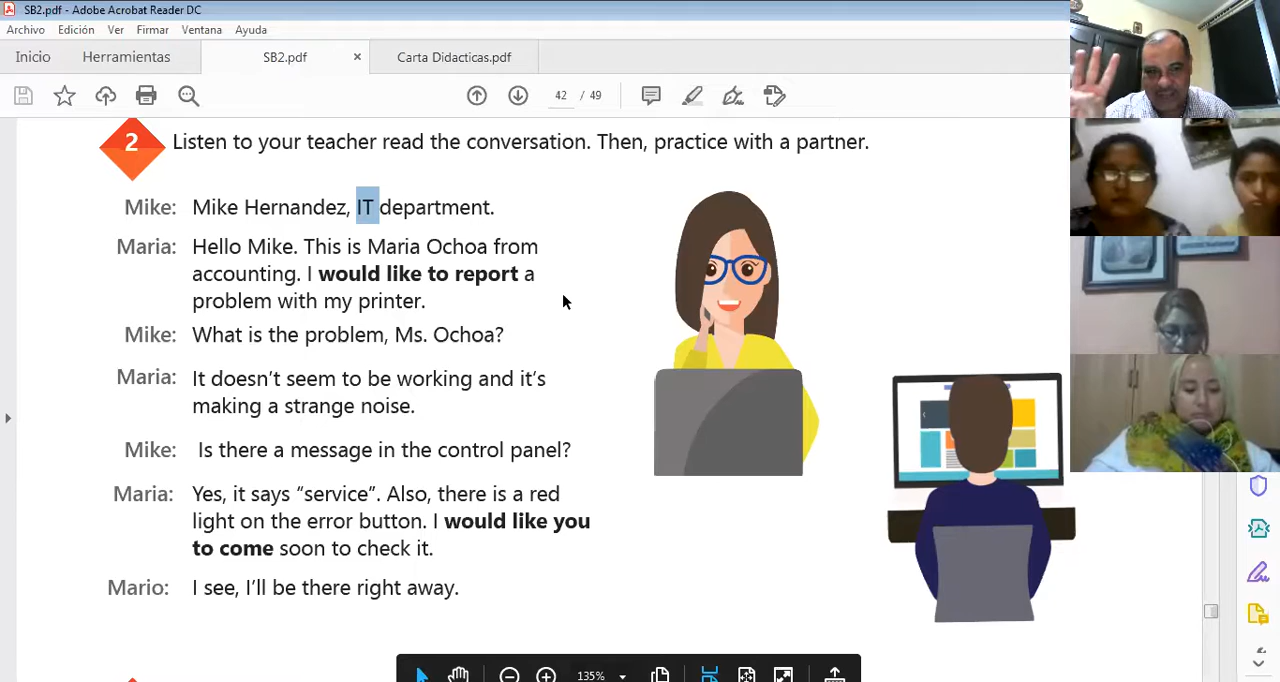 SB2.pdf - Adobe Acrobat Reader DC
Archivo Edición Ver Firmar Ventana Ayuda
Inicio Herramientas SB2.pdf × Carta Didacticas.pdf
42 / 49
2 Listen to your teacher read the conversation. Then, practice with a partner.
Mike: Mike Hernandez, IT department.
Maria: Hello Mike. This is Maria Ochoa from
accounting. I would like to report a
problem with my printer.
Mike: What is the problem, Ms. Ochoa?
Maria: It doesn't seem to be working and it's
making a strange noise.
Mike: Is there a message in the control panel?
Maria: Yes, it says “service”. Also, there is a red
light on the error button. I would like you
to come soon to check it.
Mario: I see, I'll be there right away.
135%